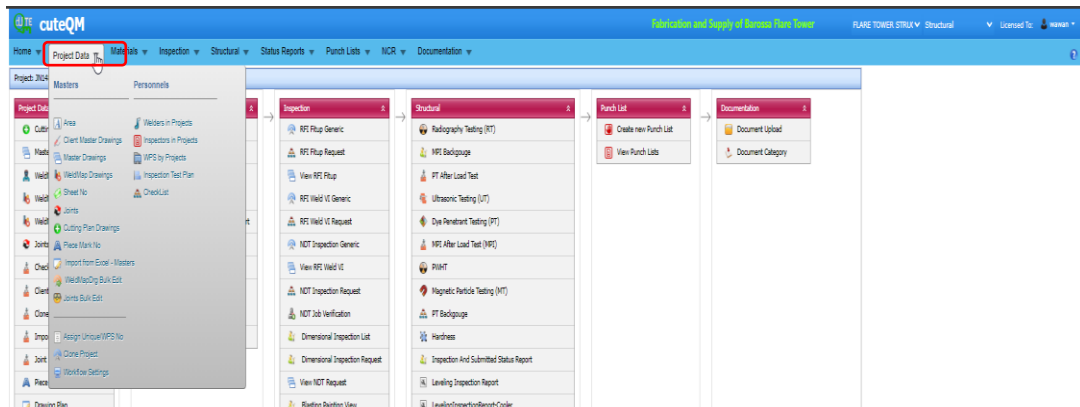 cuteQM
Fabrication and Supply of Barossa Flare Tower
FLARE TOWER STRUX Structural
Licensed To: wawan
Home Project Data Materials Inspection Structural Status Reports Punch Lists NCR Documentation
Masters
Area
Client Master Drawings
Master Drawings
WeldMap Drawings
Sheet No
Joints
Cutting Plan Drawings
Piece Mark No
Import from Excel - Masters
WeldMapDrg Bulk Edit
Joints Bulk Edit
Assign Unique WPS No
Clone Project
Workflow Settings
Personnels
Welders in Projects
Inspectors in Projects
WPS by Projects
Inspection Test Plan
CheckList
Inspection
RFI Fitup Generic
RFI Fitup Request
View RFI Fitup
RFI Weld VI Generic
RFI Weld VI Request
NDT Inspection Generic
View RFI Weld VI
NDT Inspection Request
NDT Job Verification
Dimensional Inspection List
Dimensional Inspection Request
View NDT Request
Blasting Painting View
Structural
Radiography Testing (RT)
MPI Backgouge
PT After Load Test
Ultrasonic Testing (UT)
Dye Penetrant Testing (PT)
MPI After Load Test (MPI)
PWHT
Magnetic Particle Testing (MT)
PT Backgouge
Hardness
Inspection And Submitted Status Report
Leveling Inspection Report
LevelingInspectionReport-Cooler
Punch List
Create new Punch List
View Punch Lists
Documentation
Document Upload
Document Category